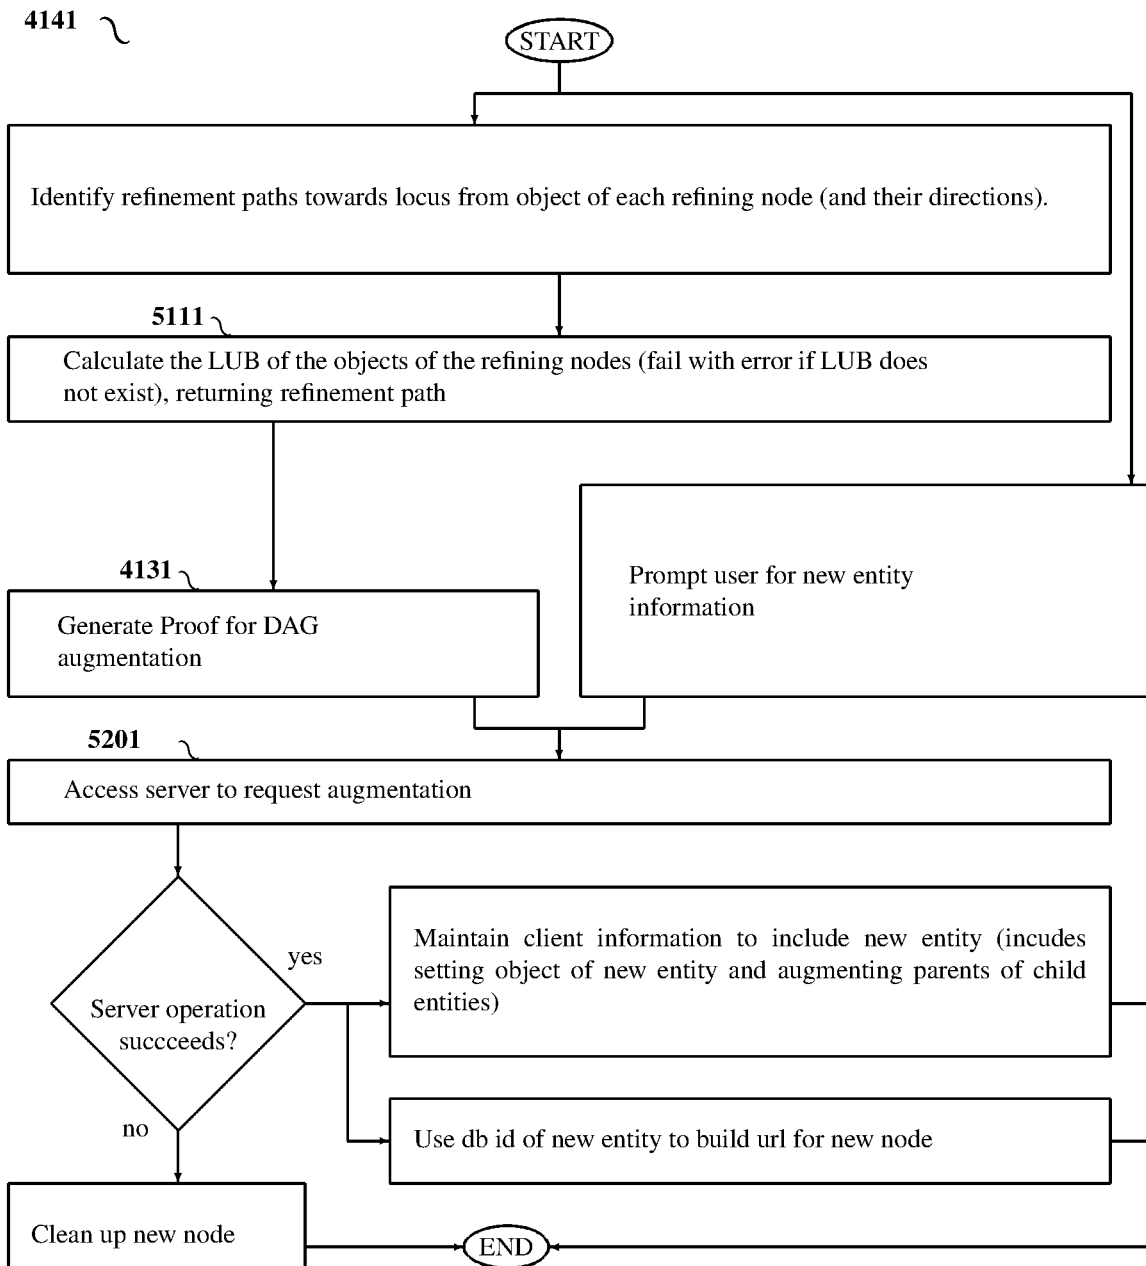 4141
START
Identify refinement paths towards locus from object of each refining node (and their directions).
5111
Calculate the LUB of the objects of the refining nodes (fail with error if LUB does
not exist), returning refinement path
4131
Generate Proof for DAG
augmentation
Prompt user for new entity
information
5201
Access server to request augmentation
Server operation
succceeds?
yes
Maintain client information to include new entity (incudes
setting object of new entity and augmenting parents of child
entities)
Use db id of new entity to build url for new node
no
Clean up new node
END